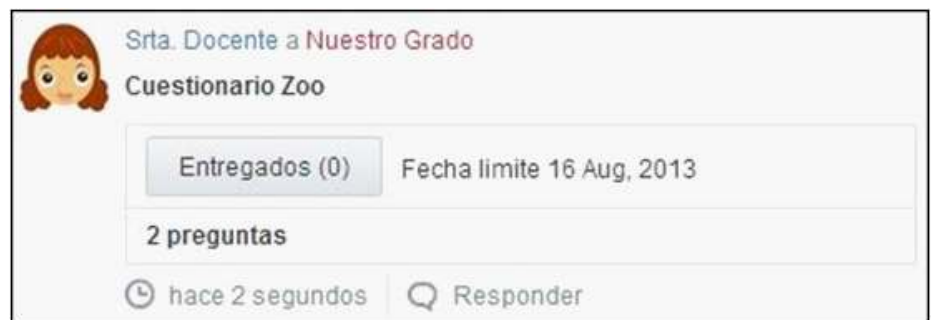 Srta. Docente a Nuestro Grado
Cuestionario Zoo
Entregados (0) Fecha limite 16 Aug, 2013
2 preguntas
hace 2 segundos Responder